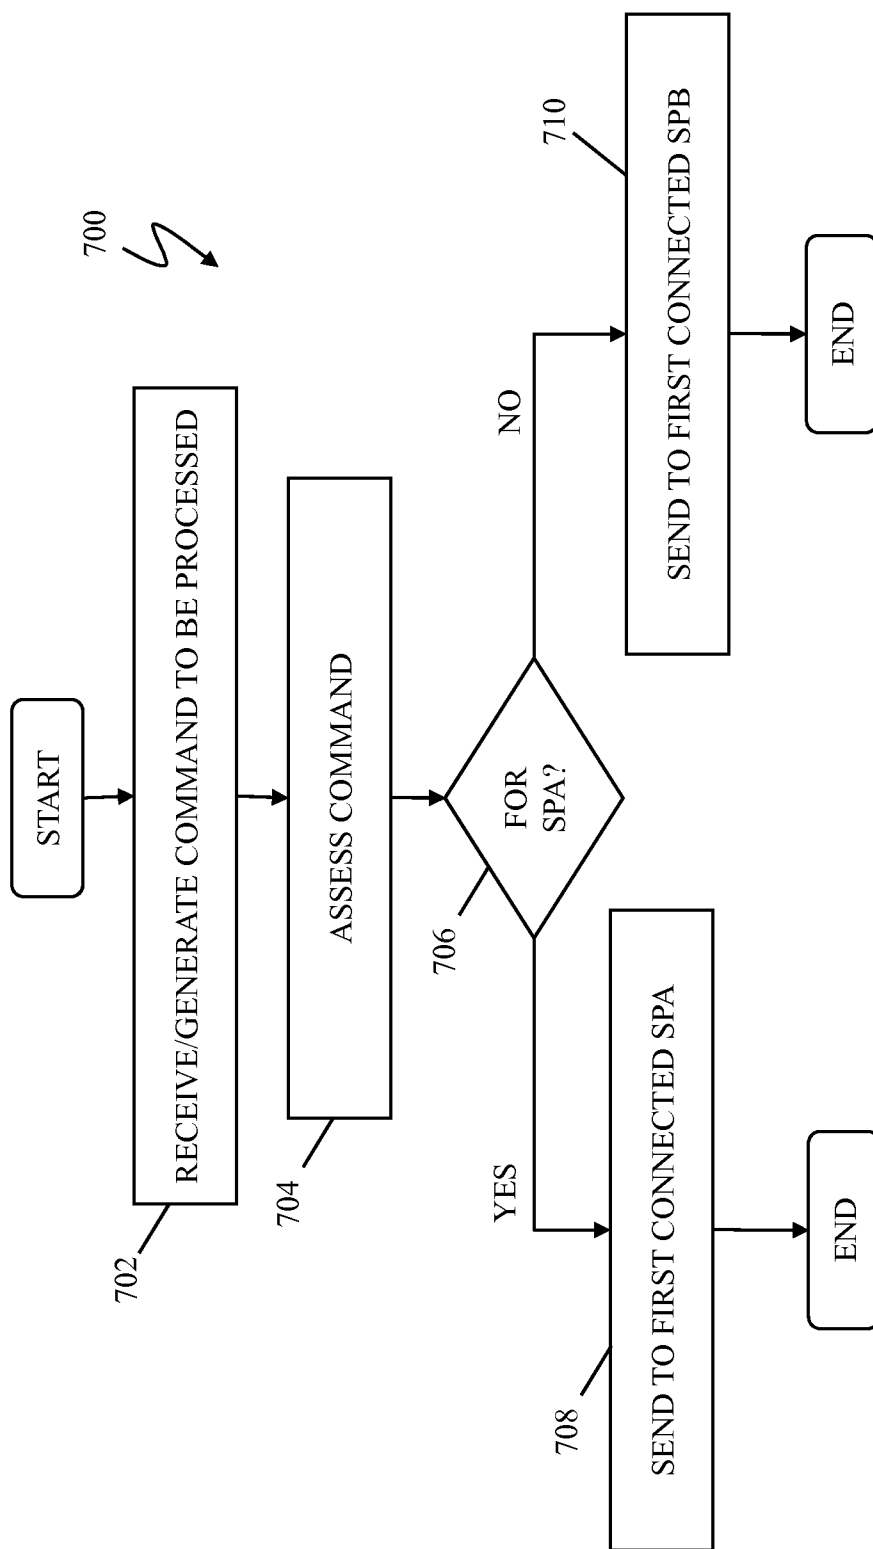 700
START
RECEIVE/GENERATE COMMAND TO BE PROCESSED
702
ASSESS COMMAND
704
FOR
SPA?
706
YES
NO
SEND TO FIRST CONNECTED SPA
708
SEND TO FIRST CONNECTED SPB
710
END
END